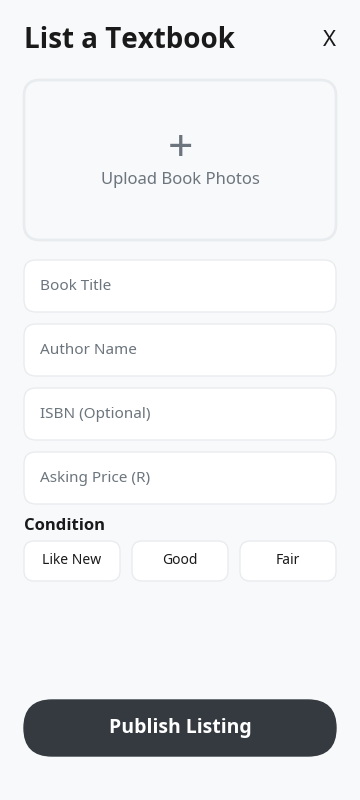 List a Textbook X
+
Upload Book Photos
Book Title
Author Name
ISBN (Optional)
Asking Price (R)
Condition
Like New Good Fair
Publish Listing